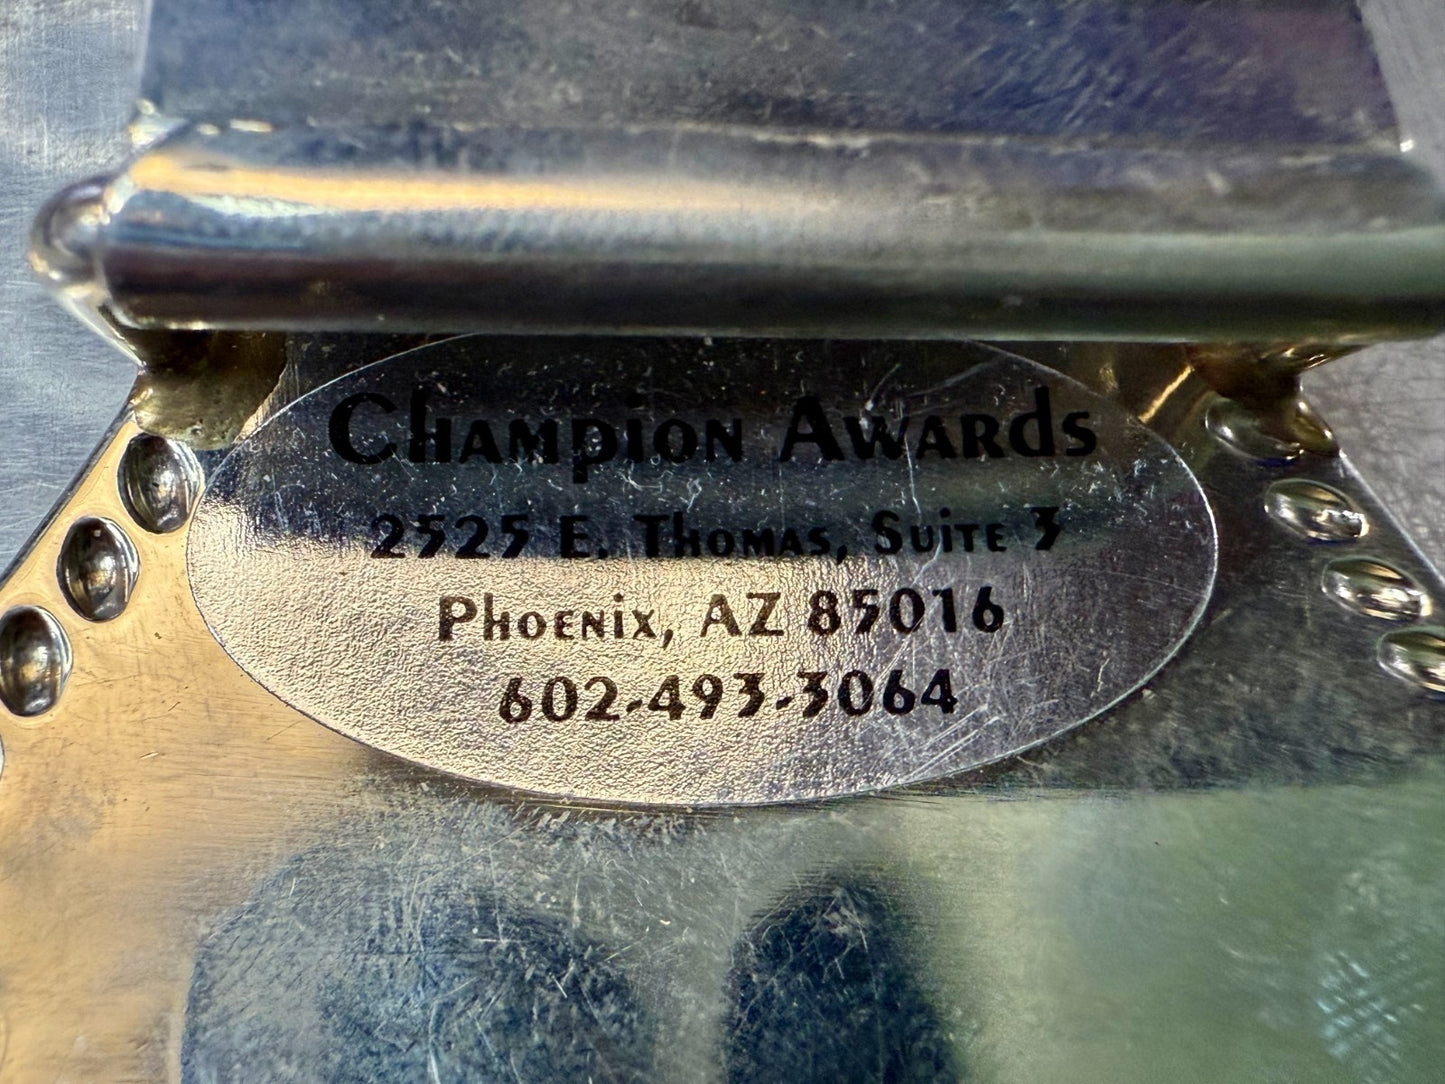 Champion Awards
2525 E. Thomas, Suite 3
Phoenix, AZ 85016
602-493-3064